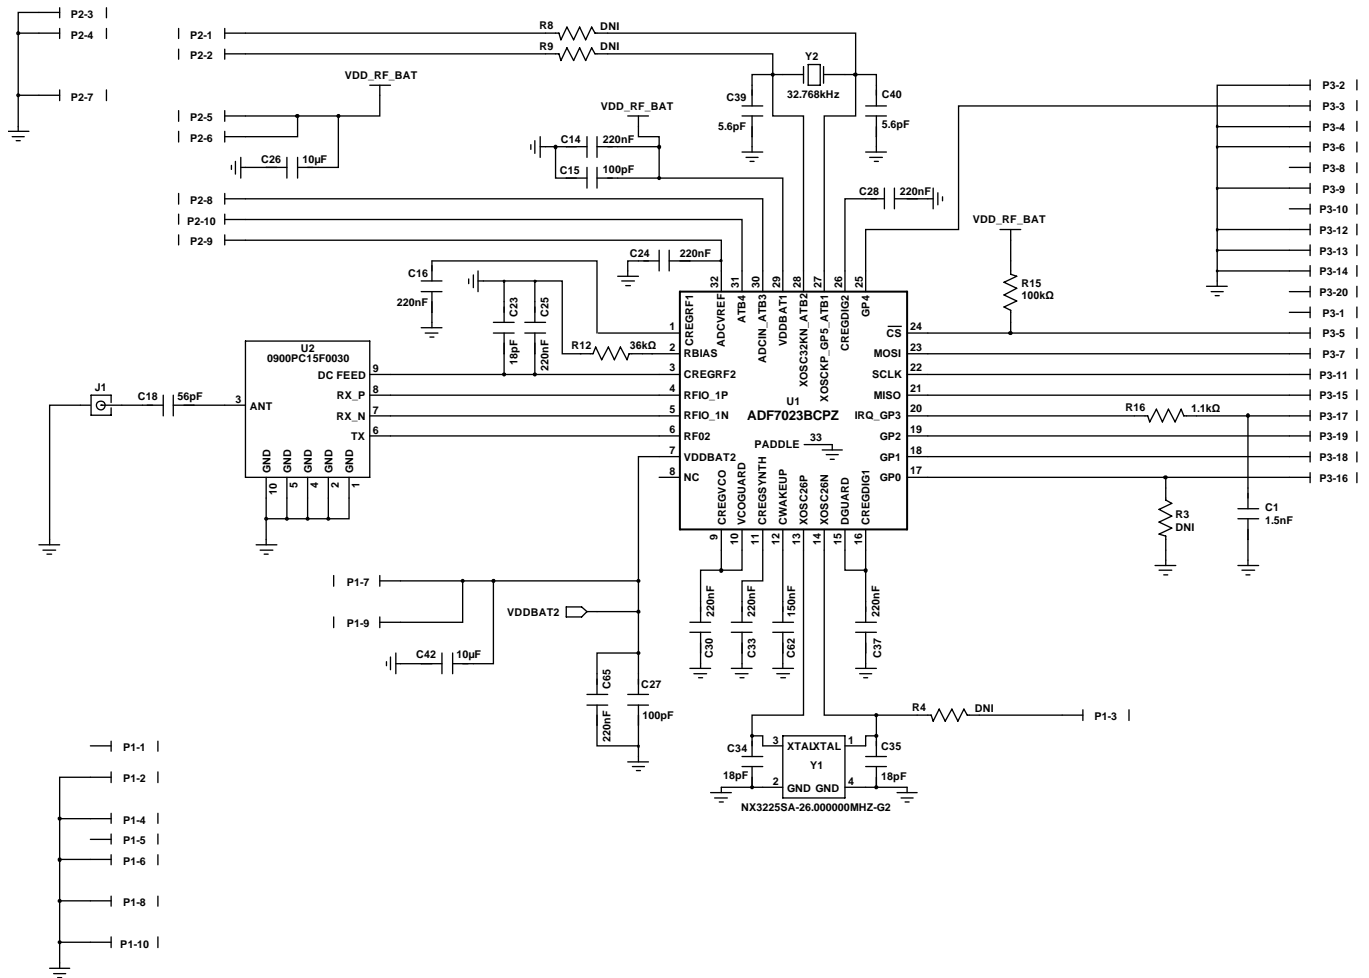 P2-3
P2-4
P2-7
P2-1
P2-2
R8
DNI
R9
DNI
VDD_RF_BAT
P2-5
P2-6
C26
10µF
VDD_RF_BAT
C14
220nF
C15
100pF
Y2
32.768kHz
C39
5.6pF
C40
5.6pF
P2-8
P2-10
P2-9
C28
220nF
C24
220nF
C16
220nF
C23
18pF
C25
220nF
R12
36kΩ
VDD_RF_BAT
R15
100kΩ
P3-2
P3-3
P3-4
P3-6
P3-8
P3-9
P3-10
P3-12
P3-13
P3-14
P3-20
P3-1
P3-5
P3-7
P3-11
P3-15
P3-17
P3-19
P3-18
P3-16
32
31
30
29
28
27
26
25
ADCVREF
ATB4
ADCIN_ATB3
VDDBAT1
XOSC32KN_ATB2
XOSCKP_GP5_ATB1
CREGDIG2
GP4
1
CREGRF1
2
RBIAS
3
CREGRF2
4
RFIO_1P
5
RFIO_1N
6
RF02
7
VDDBAT2
8
NC
U1
ADF7023BCPZ
PADDLE
33
CS
24
MOSI
23
SCLK
22
MISO
21
IRQ_GP3
20
GP2
19
GP1
18
GP0
17
CREGVCO
VCOGUARD
CREGSYNTH
CWAKEUP
XOSC26P
XOSC26N
DGUARD
CREGDIG1
9
10
11
12
13
14
15
16
U2
0900PC15F0030
DC FEED
9
RX_P
8
RX_N
7
TX
6
3
ANT
GND
GND
GND
GND
GND
10
5
4
2
1
J1
C18
56pF
R16
1.1kΩ
R3
DNI
C1
1.5nF
P1-7
P1-9
VDDBAT2
C42
10µF
C65
220nF
C27
100pF
220nF
C30
220nF
C33
150nF
C62
220nF
C37
R4
DNI
P1-3
C34
18pF
3
XTAL
XTAL
1
Y1
2
GND
GND
4
C35
18pF
NX3225SA-26.000000MHZ-G2
P1-1
P1-2
P1-4
P1-5
P1-6
P1-8
P1-10